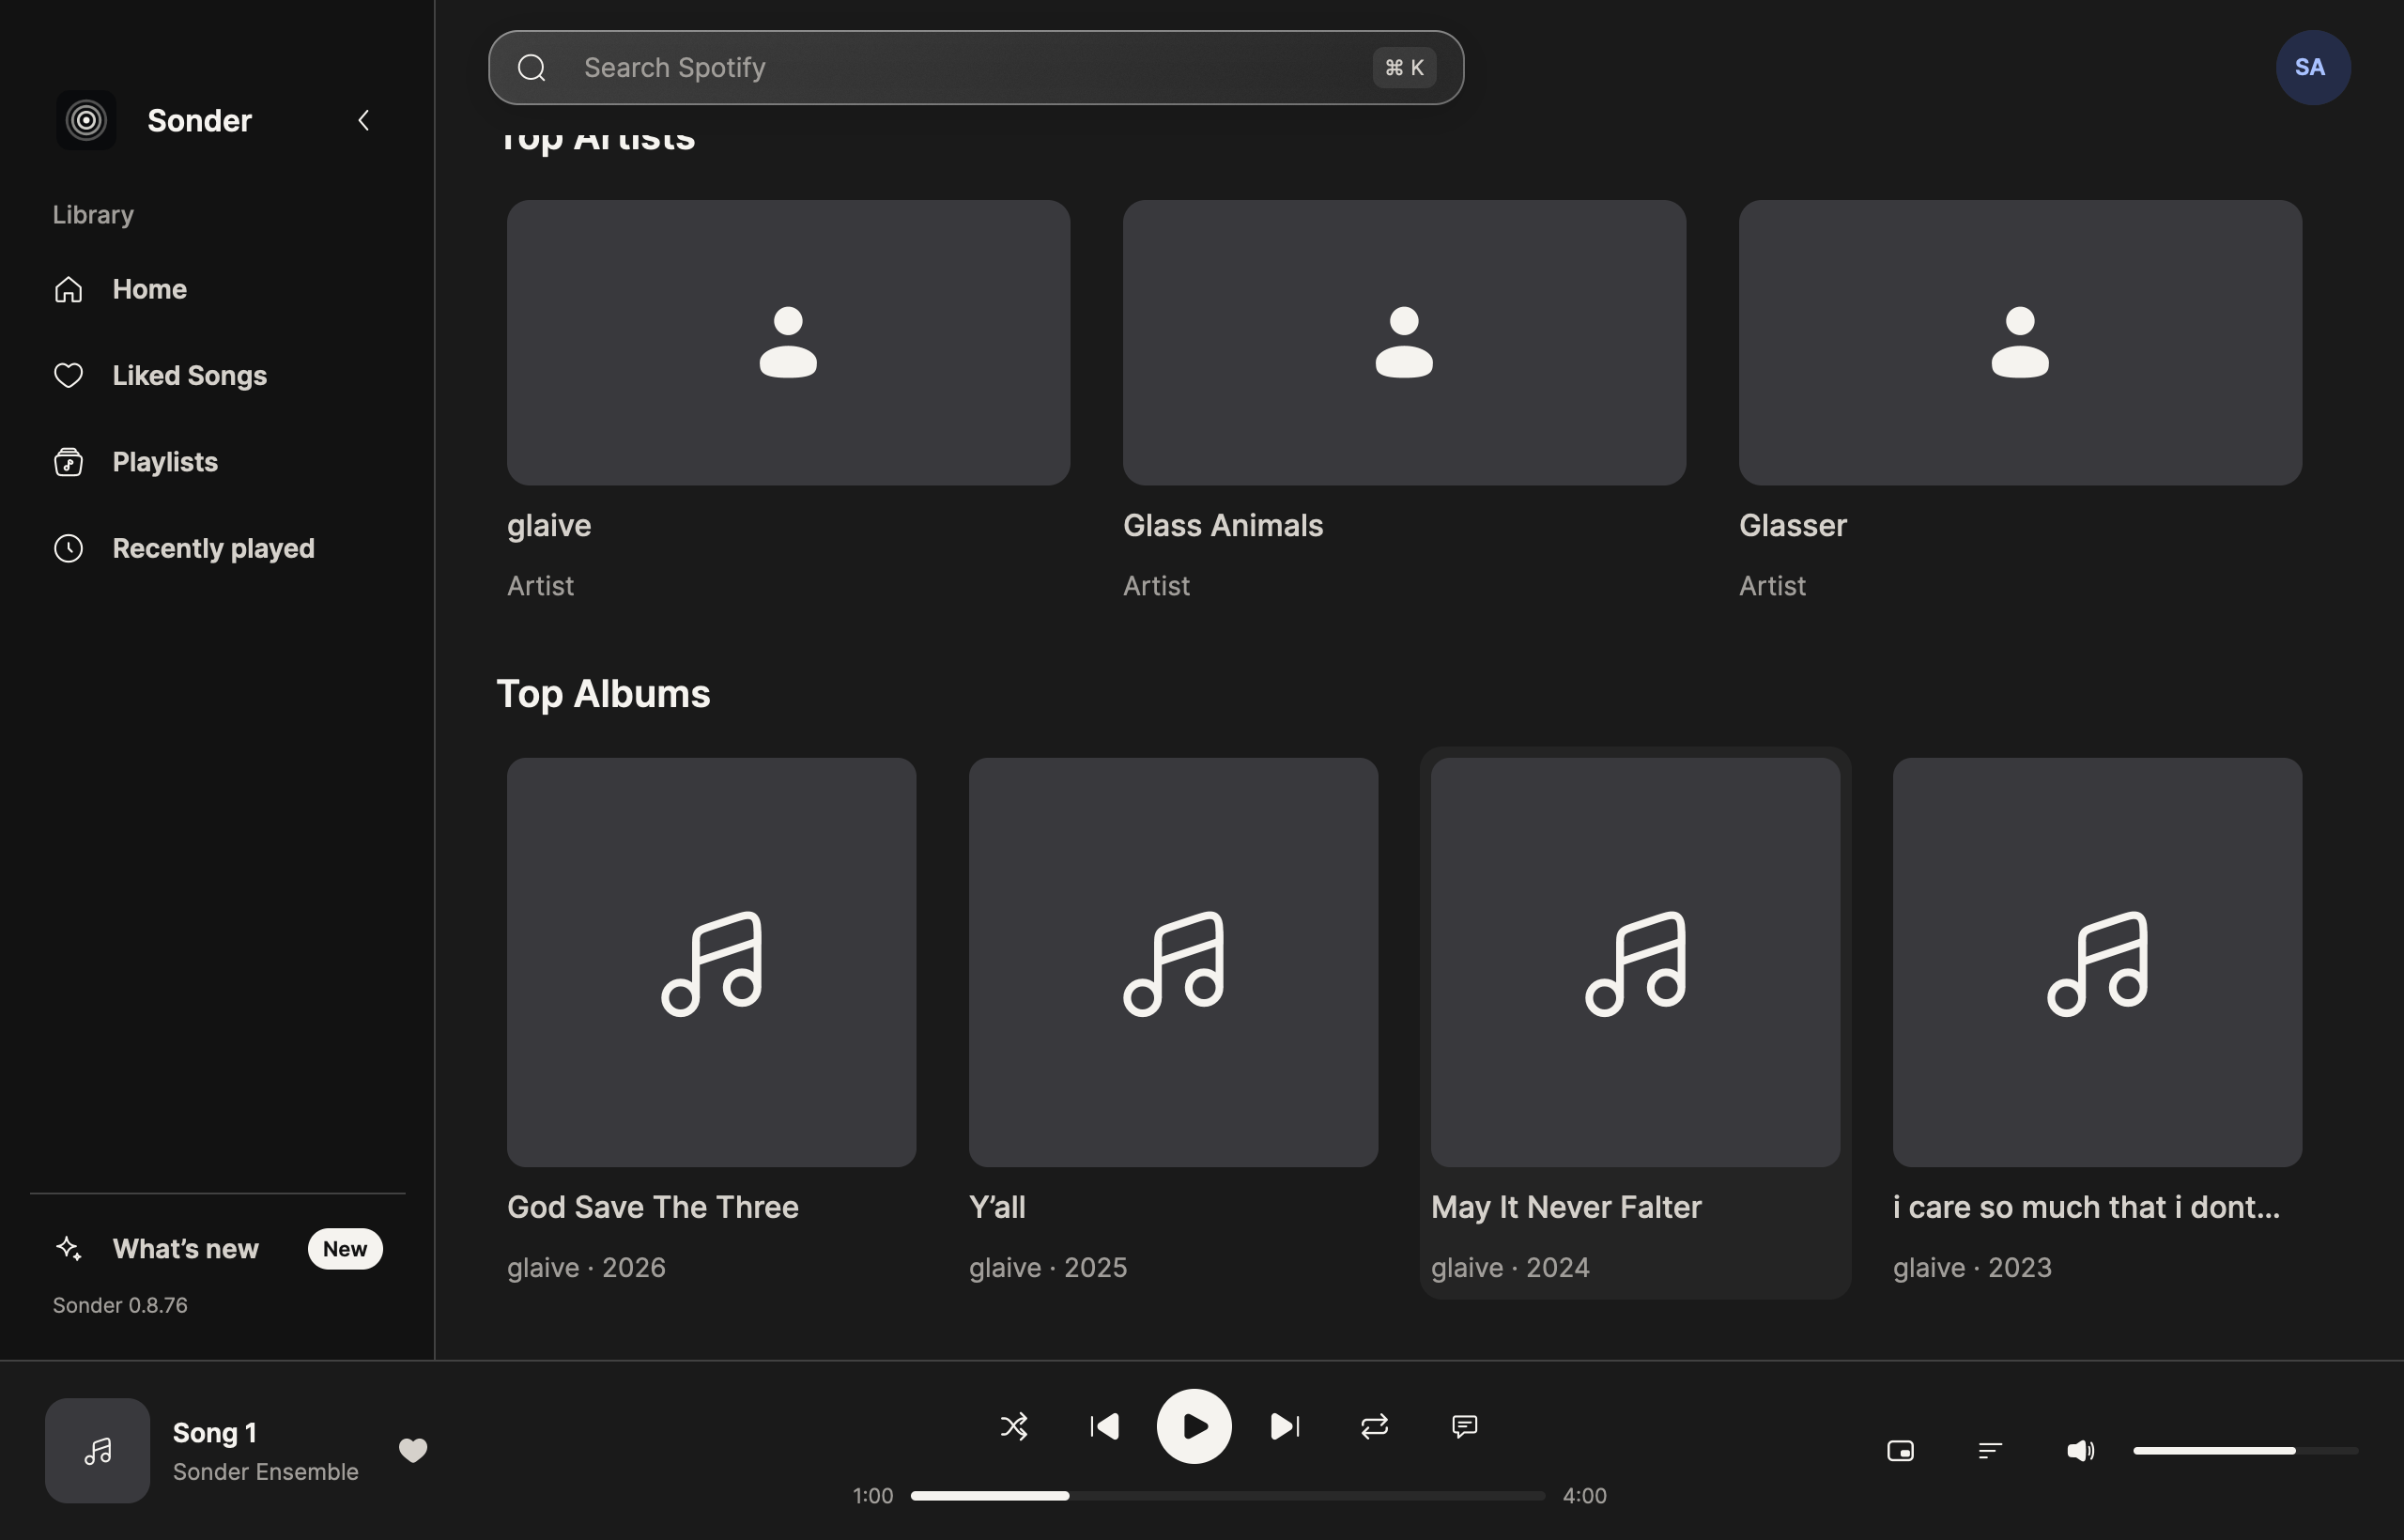 Search Spotify
⌘ K
SA
Sonder
Library
Home
Liked Songs
Playlists
Recently played
What’s new
New
Sonder 0.8.76
Top Artists
glaive
Artist
Glass Animals
Artist
Glasser
Artist
Top Albums
God Save The Three
glaive · 2026
Y’all
glaive · 2025
May It Never Falter
glaive · 2024
i care so much that i dont...
glaive · 2023
Song 1
Sonder Ensemble
1:00
4:00